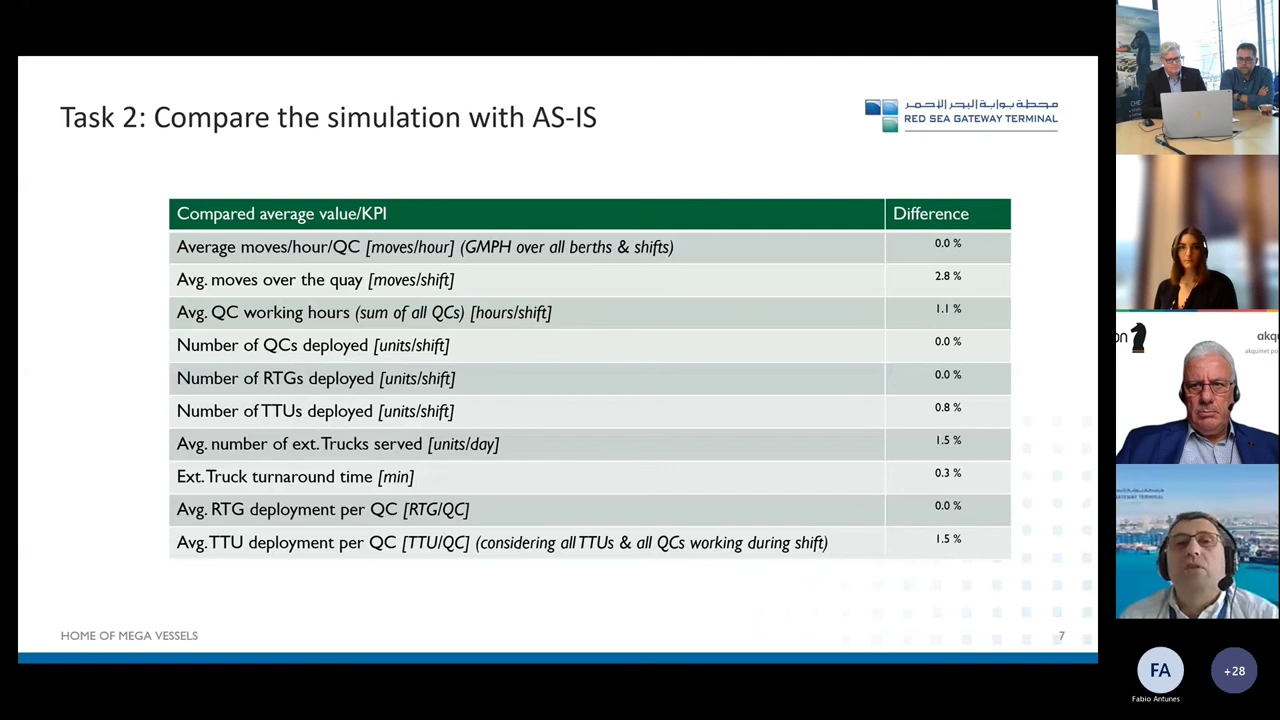 Task 2: Compare the simulation with AS-IS
محطة بوابة البحر الأحمر
RED SEA GATEWAY TERMINAL
Compared average value/KPI Difference
Average moves/hour/QC [moves/hour] (GMPH over all berths & shifts) 0.0 %
Avg. moves over the quay [moves/shift] 2.8 %
Avg. QC working hours (sum of all QCs) [hours/shift] 1.1 %
Number of QCs deployed [units/shift] 0.0 %
Number of RTGs deployed [units/shift] 0.0 %
Number of TTUs deployed [units/shift] 0.8 %
Avg. number of ext. Trucks served [units/day] 1.5 %
Ext. Truck turnaround time [min] 0.3 %
Avg. RTG deployment per QC [RTG/QC] 0.0 %
Avg. TTU deployment per QC [TTU/QC] (considering all TTUs & all QCs working during shift) 1.5 %
HOME OF MEGA VESSELS
7
on
akq
akquinet po
GATEWAY TERMINAL
FA
Fabio Antunes
+28